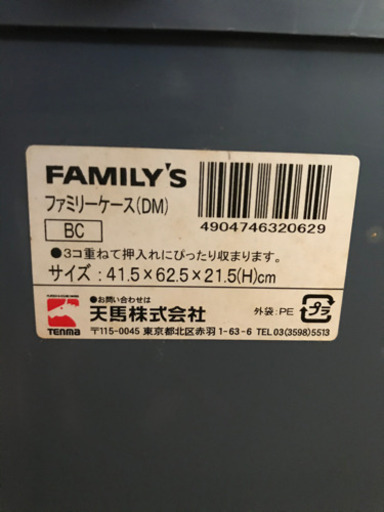 FAMILY'S
ファミリーケース(DM)
4904746320629
BC
●3コ重ねて押入れにぴったり収まります。
サイズ:41.5×62.5×21.5(H)cm
●お問い合わせは
天馬株式会社
外袋:PE
プラ
Tenma
〒115-0045 東京都北区赤羽1-63-6 TEL 03(3598)5513